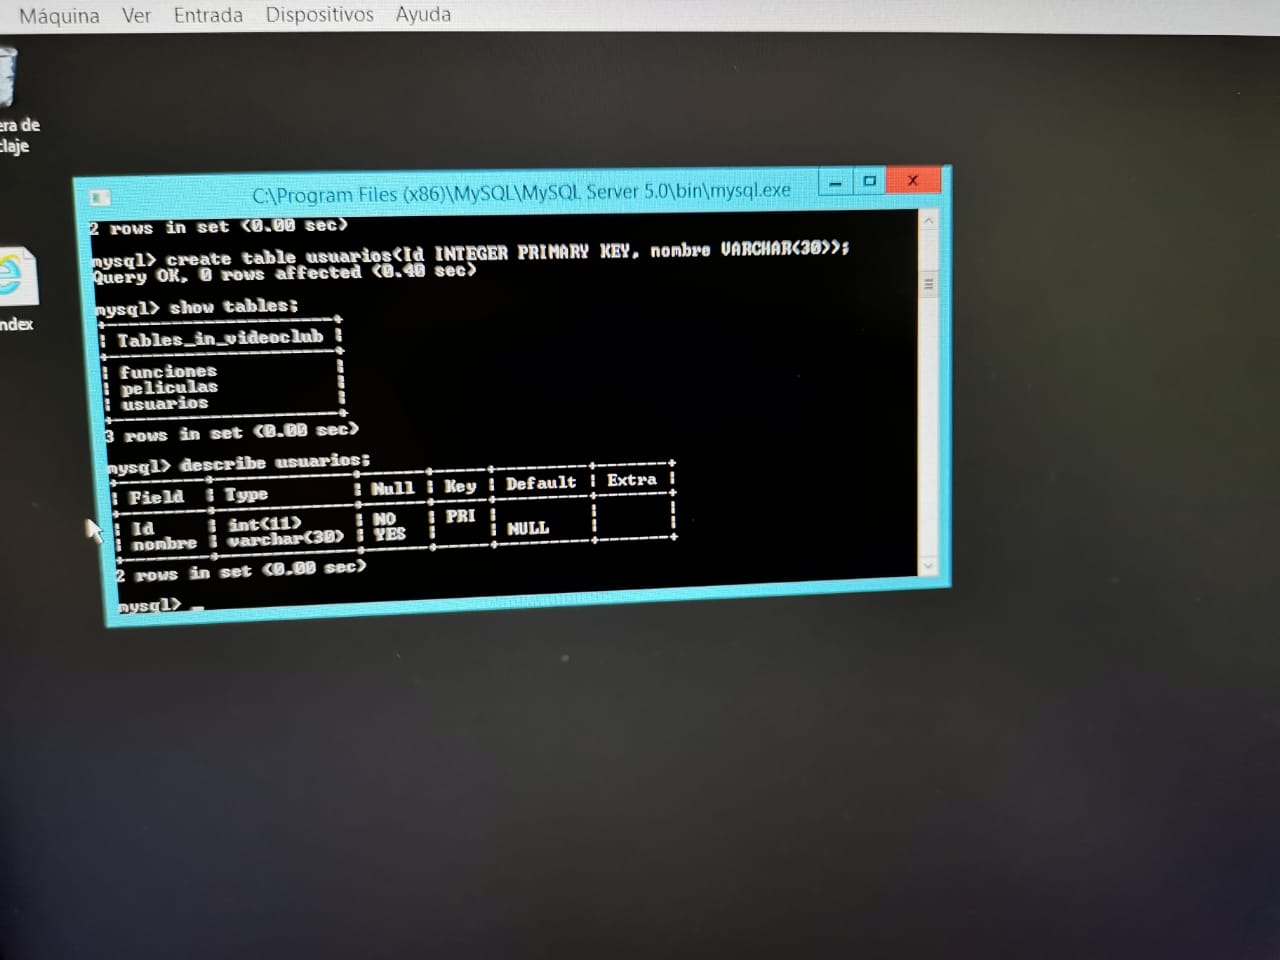 Máquina Ver Entrada Dispositivos Ayuda
era de
claje
ndex
C:\Program Files (x86)\MySQL\MySQL Server 5.0\bin\mysql.exe
2 rows in set (0.00 sec)
mysql> create table usuarios(Id INTEGER PRIMARY KEY, nombre VARCHAR(30));
Query OK, 0 rows affected (0.40 sec)
mysql> show tables;
+--------------------+
| Tables_in_videoclub |
+--------------------+
| funciones |
| peliculas |
| usuarios |
+--------------------+
3 rows in set (0.00 sec)
mysql> describe usuarios;
+--------+-------------+------+-----+---------+-------+
| Field | Type | Null | Key | Default | Extra |
+--------+-------------+------+-----+---------+-------+
| Id | int(11) | NO | PRI | | |
| nombre | varchar(30) | YES | | NULL | |
+--------+-------------+------+-----+---------+-------+
2 rows in set (0.00 sec)
mysql> _